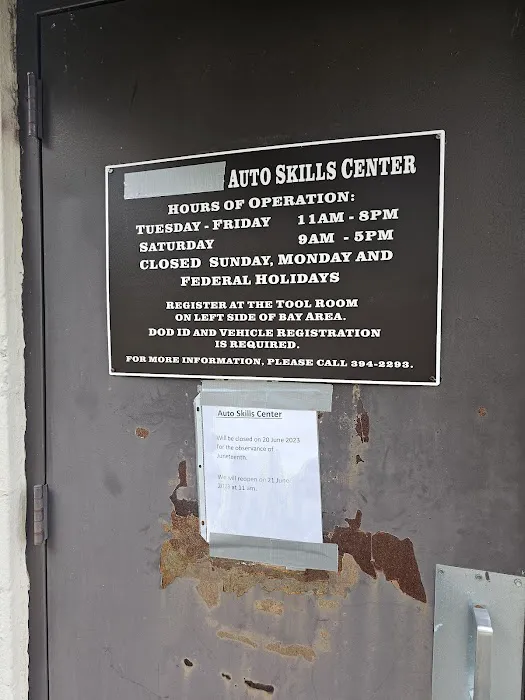 AUTO SKILLS CENTER
HOURS OF OPERATION:
TUESDAY - FRIDAY 11AM - 8PM
SATURDAY 9AM - 5PM
CLOSED SUNDAY, MONDAY AND
FEDERAL HOLIDAYS
REGISTER AT THE TOOL ROOM
ON LEFT SIDE OF BAY AREA.
DOD ID AND VEHICLE REGISTRATION
IS REQUIRED.
FOR MORE INFORMATION, PLEASE CALL 394-2293.
Auto Skills Center
Will be closed on 20 June 2023
for the observance of
Juneteenth.
We will reopen on 21 June
2023 at 11 am.